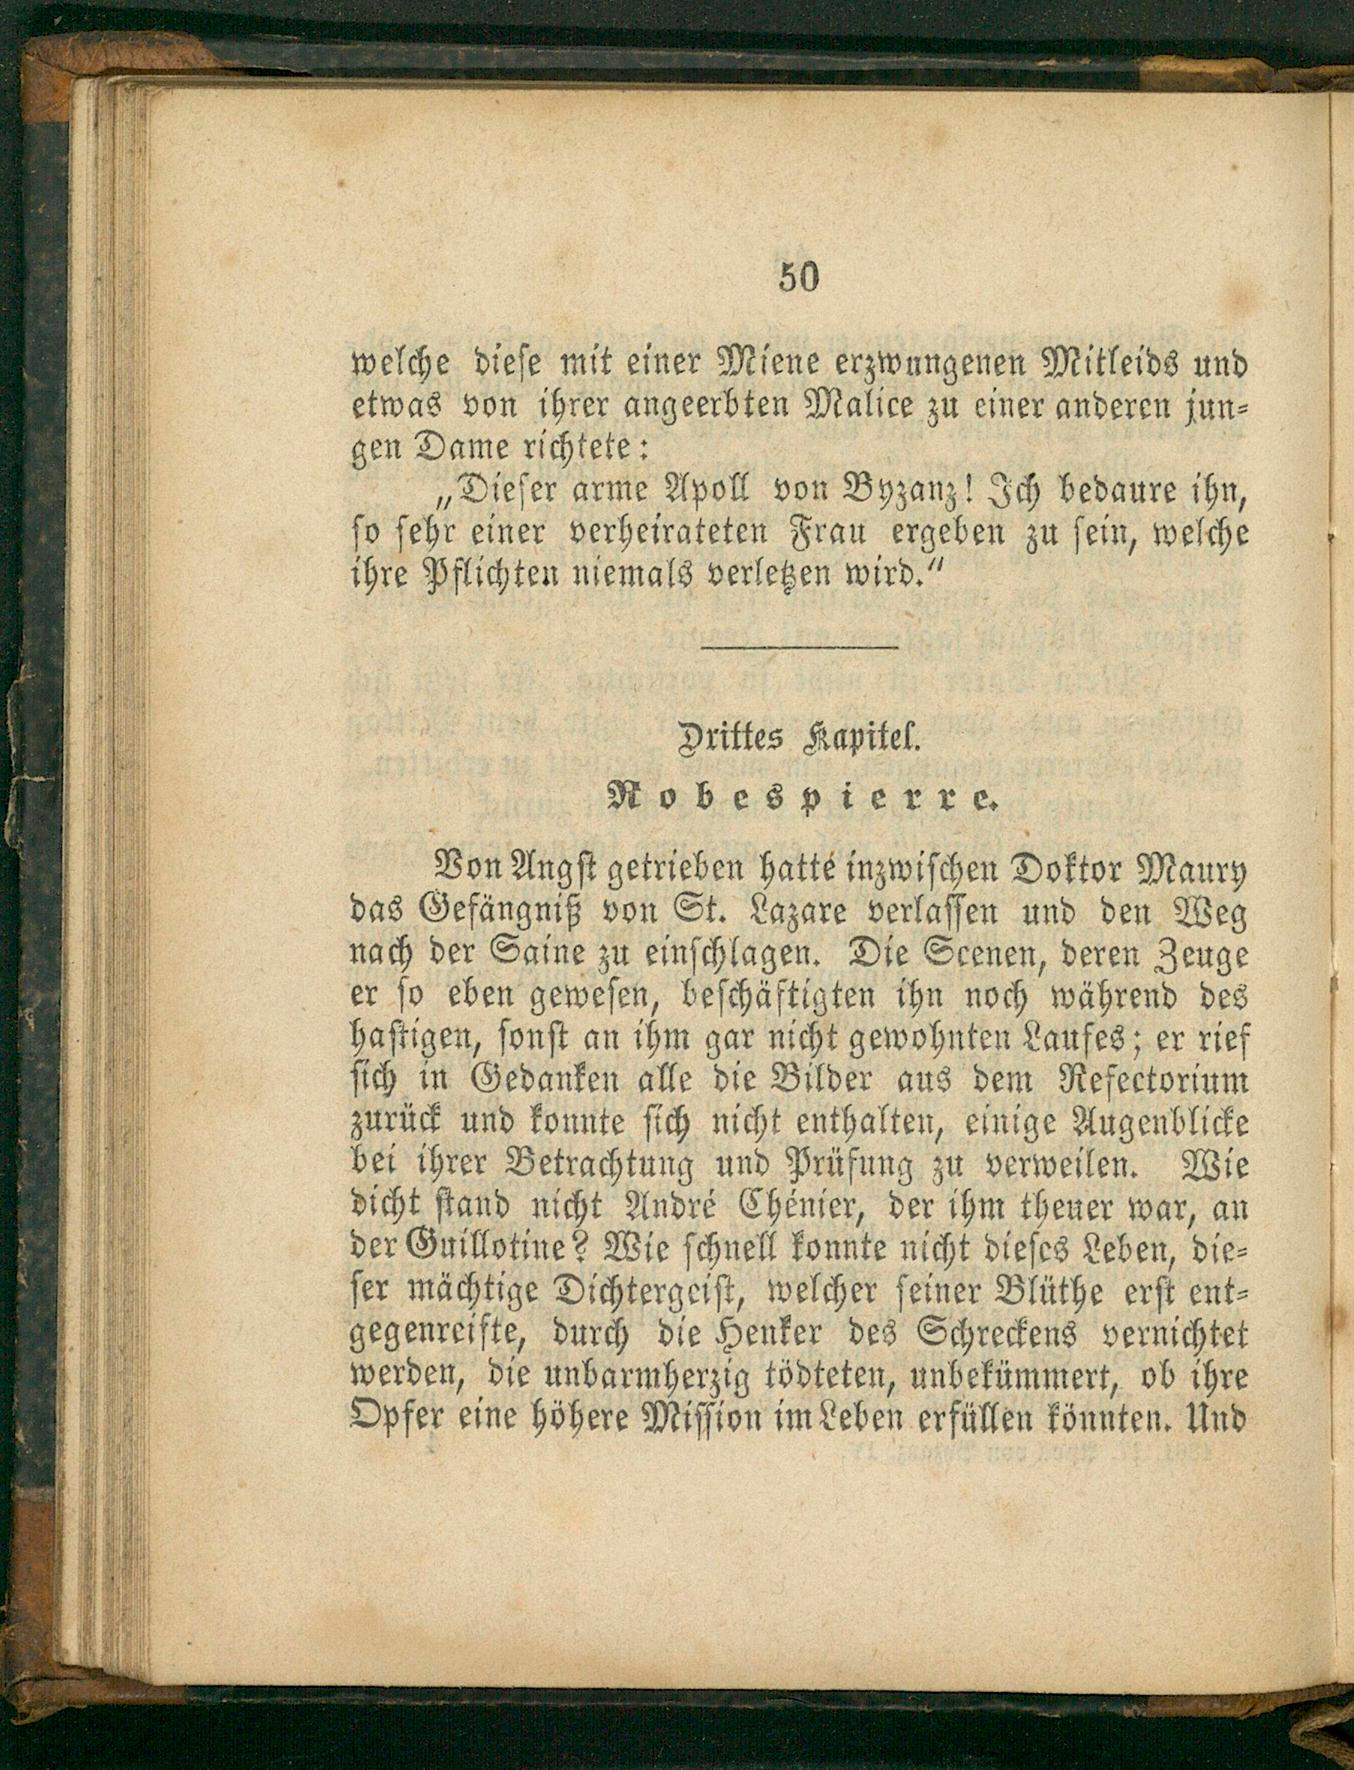 50
welche diese mit einer Miene erzwungenen Mitleids und
etwas von ihrer angeerbten Malice zu einer anderen jun-
gen Dame richtete:
„Dieser arme Apoll von Byzanz! Ich bedaure ihn,
so sehr einer verheirateten Frau ergeben zu sein, welche
ihre Pflichten niemals verletzen wird.“
Drittes Kapitel.
Robespierre.
Von Angst getrieben hatte inzwischen Doktor Maury
das Gefängniß von St. Lazare verlassen und den Weg
nach der Saine zu einschlagen. Die Scenen, deren Zeuge
er so eben gewesen, beschäftigten ihn noch während des
hastigen, sonst an ihm gar nicht gewohnten Laufes; er rief
sich in Gedanken alle die Bilder aus dem Refectorium
zurück und konnte sich nicht enthalten, einige Augenblicke
bei ihrer Betrachtung und Prüfung zu verweilen. Wie
dicht stand nicht André Chénier, der ihm theuer war, an
der Guillotine? Wie schnell konnte nicht dieses Leben, die-
ser mächtige Dichtergeist, welcher seiner Blüthe erst ent-
gegenreifte, durch die Henker des Schreckens vernichtet
werden, die unbarmherzig tödteten, unbekümmert, ob ihre
Opfer eine höhere Mission im Leben erfüllen könnten. Und